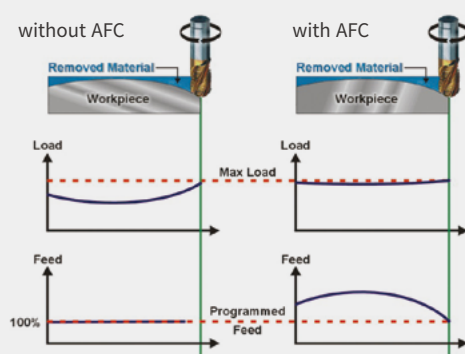 without AFC
with AFC
Removed Material
Workpiece
Removed Material
Workpiece
Load
Load
Max Load
Feed
Feed
100%
Programmed
Feed